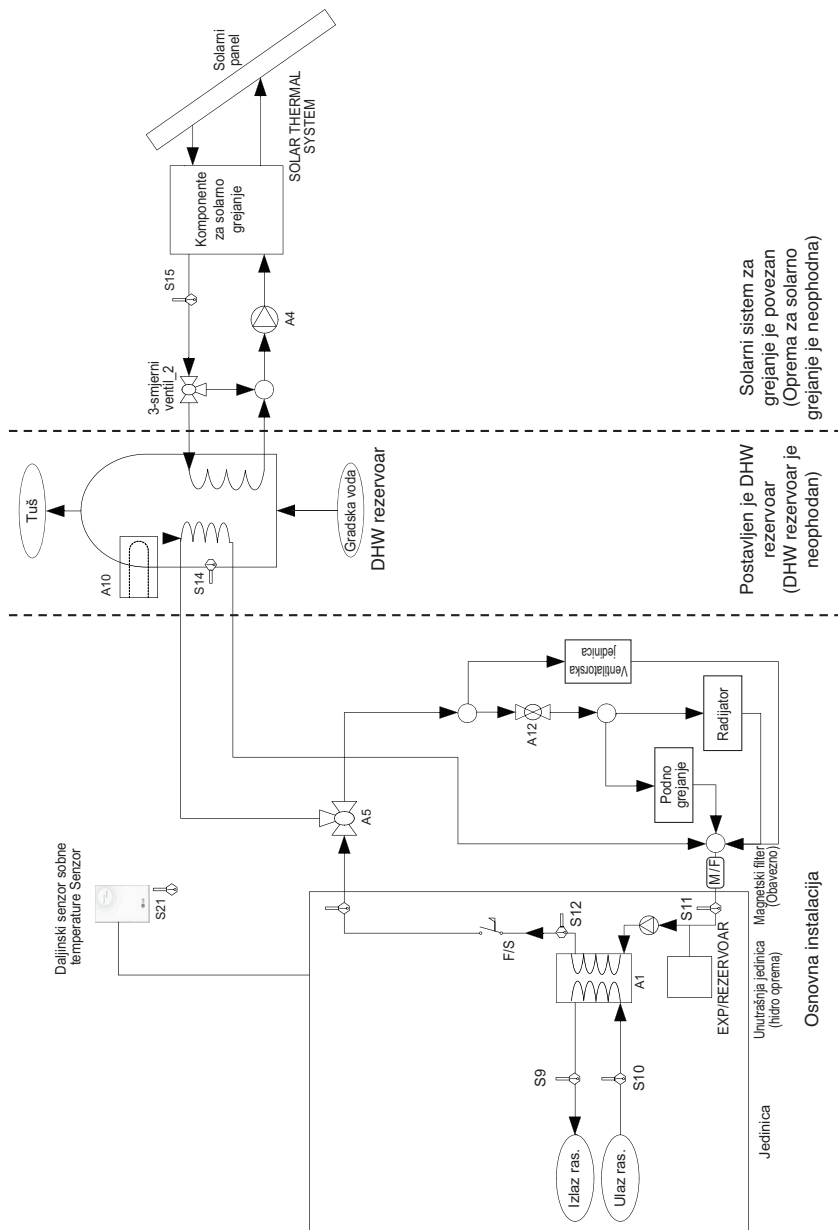 Daljinski senzor sobne
temperature Senzor
S21
Jedinica
Izlaz ras.
Ulaz ras.
S9
S10
A1
S12
F/S
EXP/REZERVOAR
S11
Unutrašnja jedinica
(hidro oprema)
Magnetski filter
(Obavezno)
M/F
A5
A12
Podno
grejanje
Radijator
Ventilatorska
jedinica
Osnovna instalacija
Tuš
A10
S14
Gradska voda
DHW rezervoar
Postavljen je DHW
rezervoar
(DHW rezervoar je
neophodan)
3-smjerni
ventil_2
S15
A4
Komponente
za solarno
grejanje
Solarni
panel
SOLAR THERMAL
SYSTEM
Solarni sistem za
grejanje je povezan
(Oprema za solarno
grejanje je neophodna)